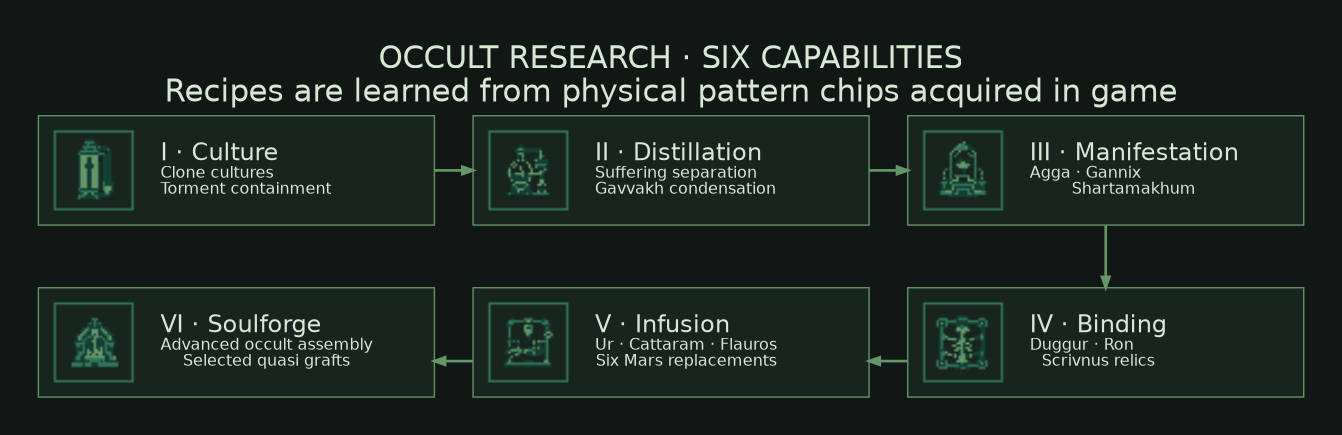 OCCULT RESEARCH · SIX CAPABILITIES
Recipes are learned from physical pattern chips acquired in game
I · Culture
Clone cultures
Torment containment
II · Distillation
Suffering separation
Gavvakh condensation
III · Manifestation
Agga · Gannix
Shartamakhum
IV · Binding
Duggur · Ron
Scrivnus relics
V · Infusion
Ur · Cattaram · Flauros
Six Mars replacements
VI · Soulforge
Advanced occult assembly
Selected quasi grafts